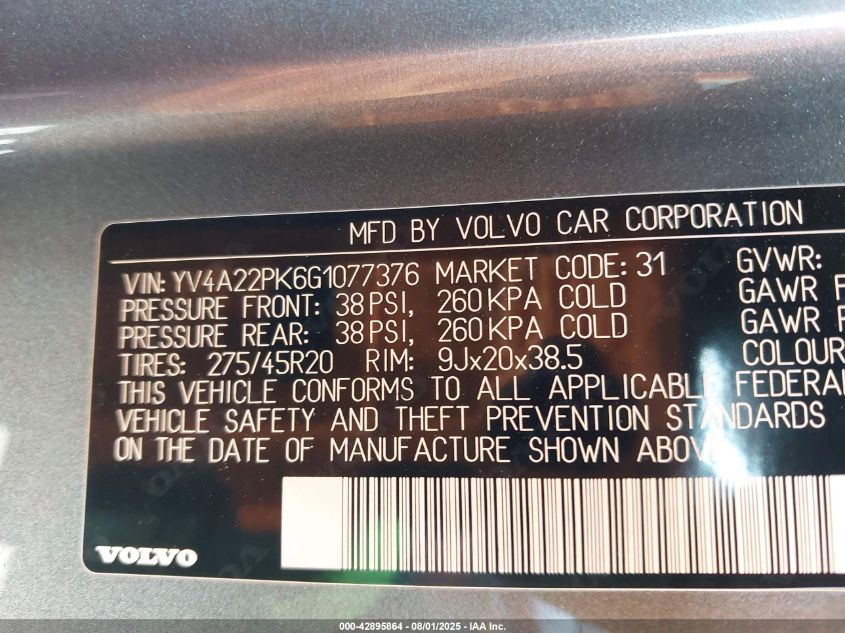 MFD BY VOLVO CAR CORPORATION
VIN: YV4A22PK6G1077376 MARKET CODE: 31 GVWR:
PRESSURE FRONT: 38 PSI, 260 KPA COLD GAWR F
PRESSURE REAR: 38 PSI, 260 KPA COLD GAWR
TIRES: 275/45R20 RIM: 9Jx20x38.5 COLOUR
THIS VEHICLE CONFORMS TO ALL APPLICABLE FEDERAL
VEHICLE SAFETY AND THEFT PREVENTION STANDARDS
ON THE DATE OF MANUFACTURE SHOWN ABOVE
VOLVO
000-42895864 - 08/01/2025 - IAA Inc.